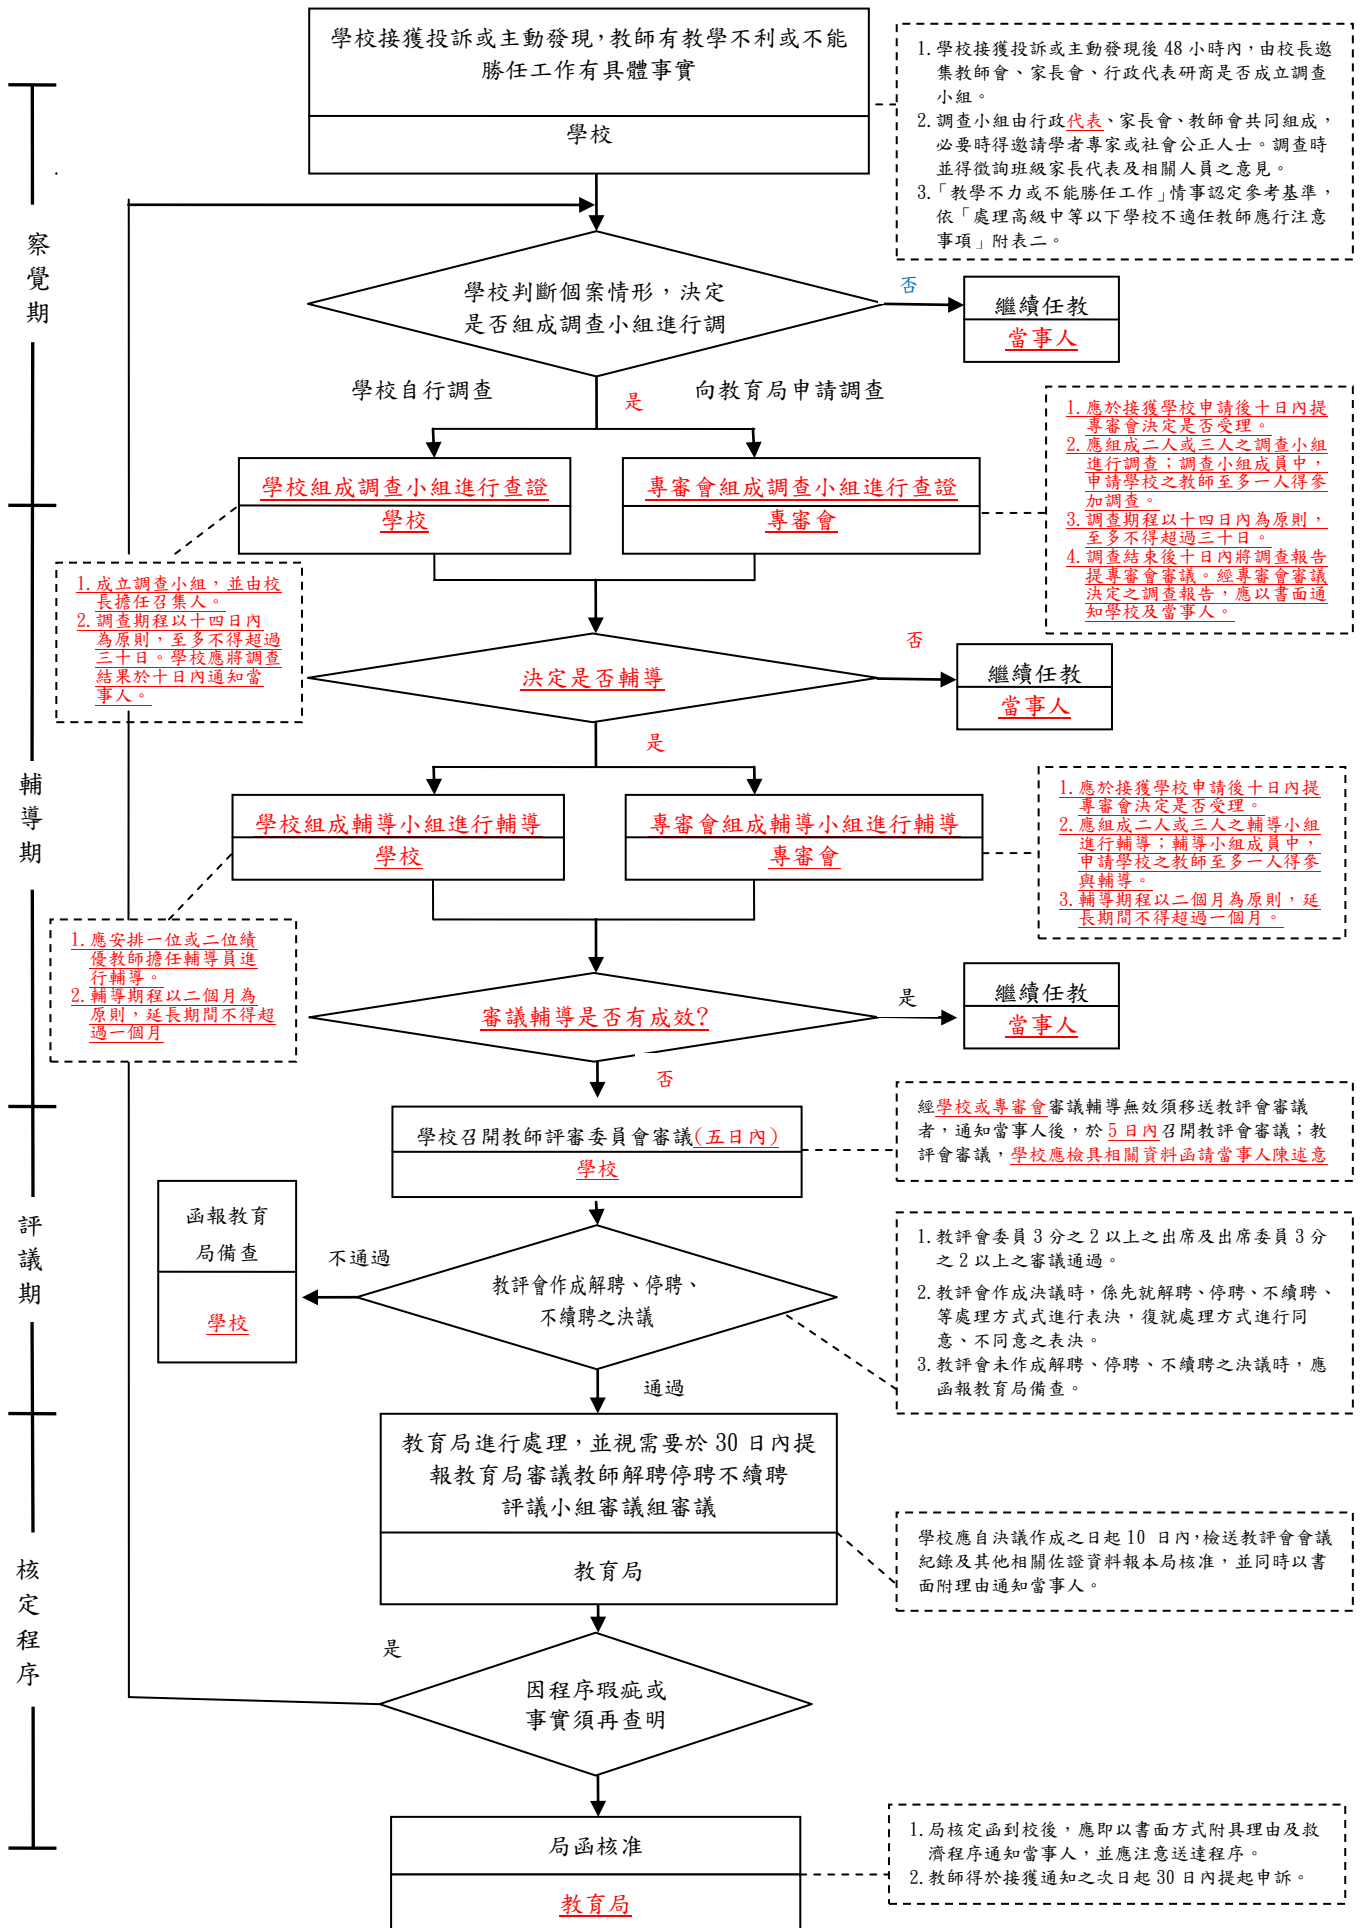 學校接獲投訴或主動發現，教師有教學不利或不能
勝任工作有具體事實
學校
1. 學校接獲投訴或主動發現後 48 小時內，由校長邀
集教師會、家長會、行政代表研商是否成立調查
小組。
2. 調查小組由行政代表、家長會、教師會共同組成，
必要時得邀請學者專家或社會公正人士。調查時
並得徵詢班級家長代表及相關人員之意見。
3.「教學不力或不能勝任工作」情事認定參考基準，
依「處理高級中等以下學校不適任教師應行注意
事項」附表二。
察覺期
學校判斷個案情形，決定
是否組成調查小組進行調
否
繼續任教
當事人
學校自行調查
是
向教育局申請調查
1. 應於接獲學校申請後十日內提
專審會決定是否受理。
2. 應組成二人或三人之調查小組
進行調查；調查小組成員中，
申請學校之教師至多一人得參
加調查。
3. 調查期程以十四日內為原則，
至多不得超過三十日。
4. 調查結束後十日內將調查報告
提專審會審議。經專審會審議
決定之調查報告，應以書面通
知學校及當事人。
學校組成調查小組進行查證
學校
專審會組成調查小組進行查證
專審會
1. 成立調查小組，並由校
長擔任召集人。
2. 調查期程以十四日內
為原則，至多不得超過
三十日。學校應將調查
結果於十日內通知當
事人。
決定是否輔導
否
繼續任教
當事人
是
輔導期
學校組成輔導小組進行輔導
學校
專審會組成輔導小組進行輔導
專審會
1. 應於接獲學校申請後十日內提
專審會決定是否受理。
2. 應組成二人或三人之輔導小組
進行輔導；輔導小組成員中，
申請學校之教師至多一人得參
與輔導。
3. 輔導期程以二個月為原則，延
長期間不得超過一個月。
1. 應安排一位或二位績
優教師擔任輔導員進
行輔導。
2. 輔導期程以二個月為
原則，延長期間不得超
過一個月
審議輔導是否有成效?
是
繼續任教
當事人
否
學校召開教師評審委員會審議(五日內)
學校
經學校或專審會審議輔導無效須移送教評會審議
者，通知當事人後，於 5 日內召開教評會審議；教
評會審議，學校應檢具相關資料函請當事人陳述意
評議期
函報教育
局備查
學校
不通過
教評會作成解聘、停聘、
不續聘之決議
1. 教評會委員 3 分之 2 以上之出席及出席委員 3 分
之 2 以上之審議通過。
2. 教評會作成決議時，係先就解聘、停聘、不續聘、
等處理方式式進行表決，復就處理方式進行同
意、不同意之表決。
3. 教評會未作成解聘、停聘、不續聘之決議時，應
函報教育局備查。
通過
教育局進行處理，並視需要於 30 日內提
報教育局審議教師解聘停聘不續聘
評議小組審議組審議
教育局
學校應自決議作成之日起 10 日內，檢送教評會會議
紀錄及其他相關佐證資料報本局核准，並同時以書
面附理由通知當事人。
核定程序
是
因程序瑕疵或
事實須再查明
局函核准
教育局
1. 局核定函到校後，應即以書面方式附具理由及救
濟程序通知當事人，並應注意送達程序。
2. 教師得於接獲通知之次日起 30 日內提起申訴。